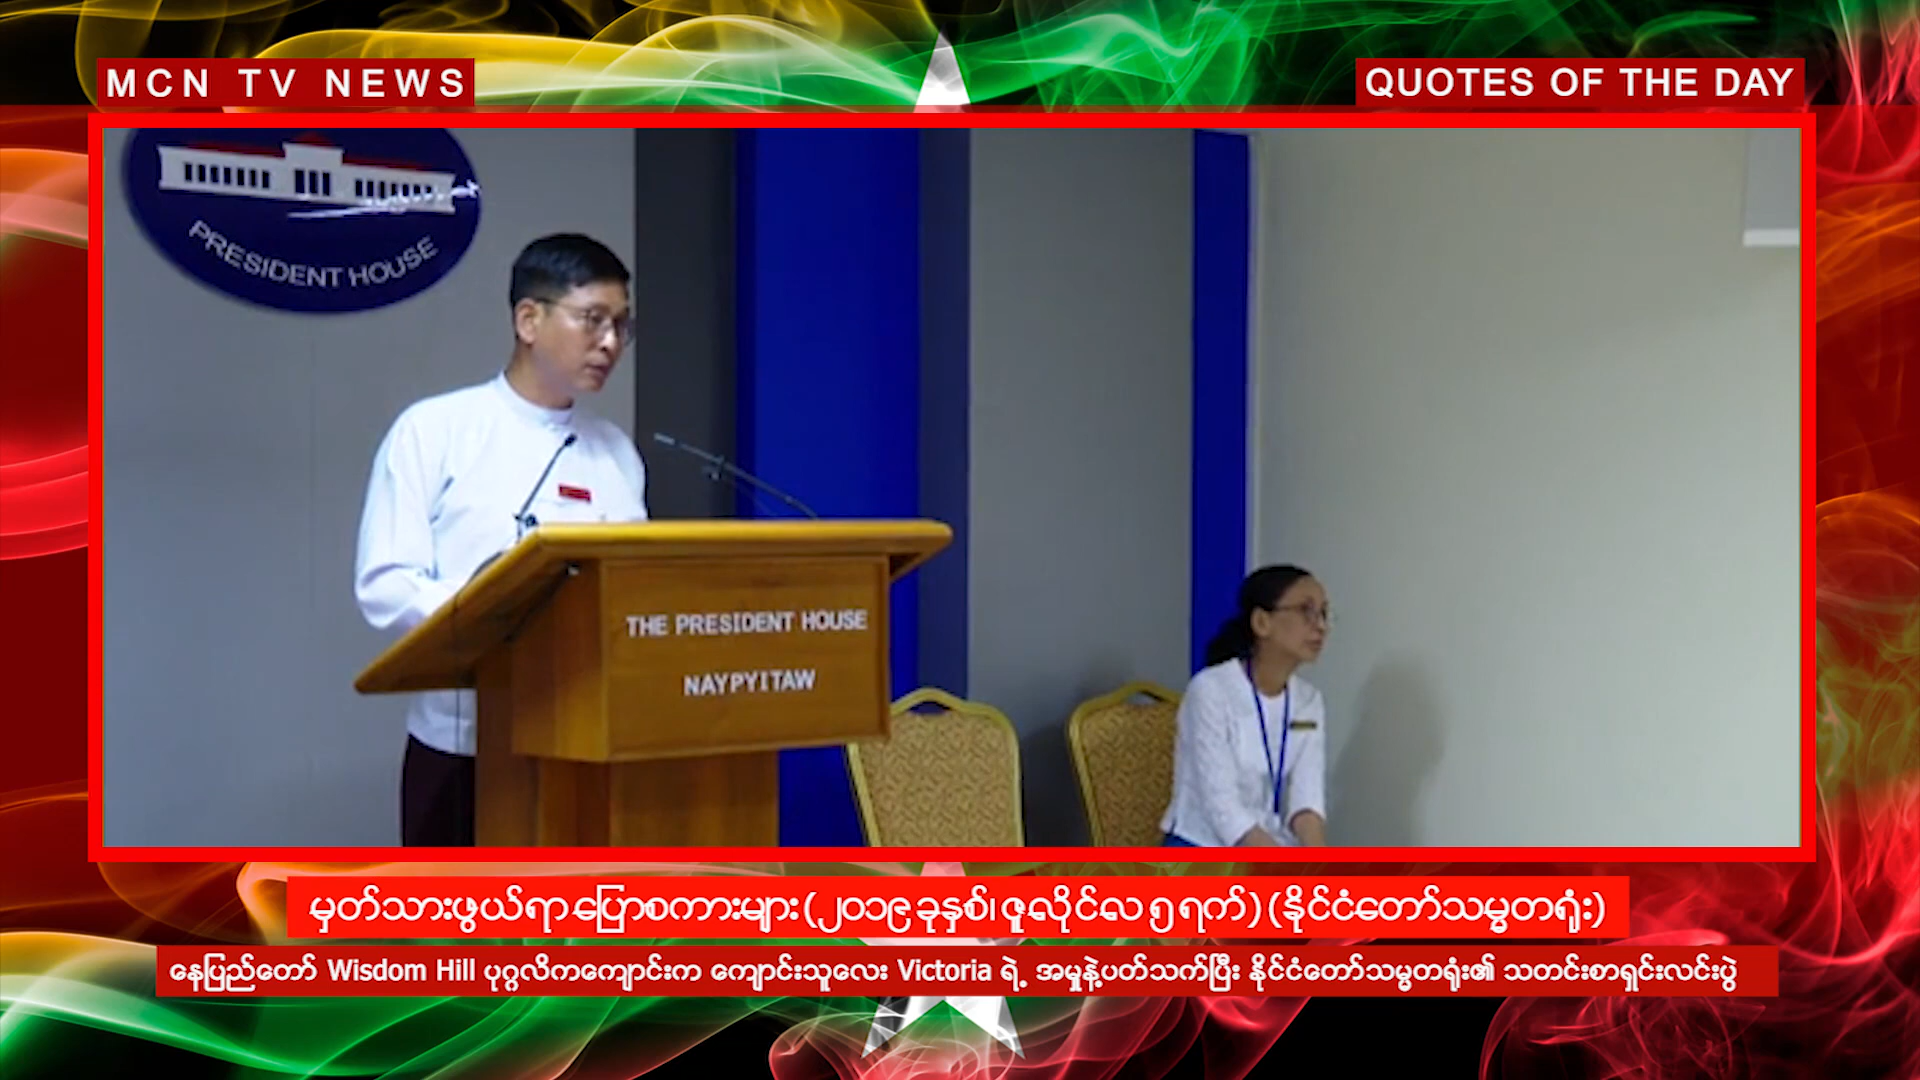 MCN TV NEWS
QUOTES OF THE DAY
PRESIDENT HOUSE
THE PRESIDENT HOUSE
NAYPYITAW
မှတ်သားဖွယ်ရာ ပြောစကားများ (၂၀၁၉ ခုနှစ်၊ ဇူလိုင်လ ၅ ရက်) (နိုင်ငံတော်သမ္မတရုံး)
နေပြည်တော် Wisdom Hill ပုဂ္ဂလိကကျောင်းက ကျောင်းသူလေး Victoria ရဲ့ အမှုနဲ့ပတ်သက်ပြီး နိုင်ငံတော်သမ္မတရုံး၏ သတင်းစာရှင်းလင်းပွဲ